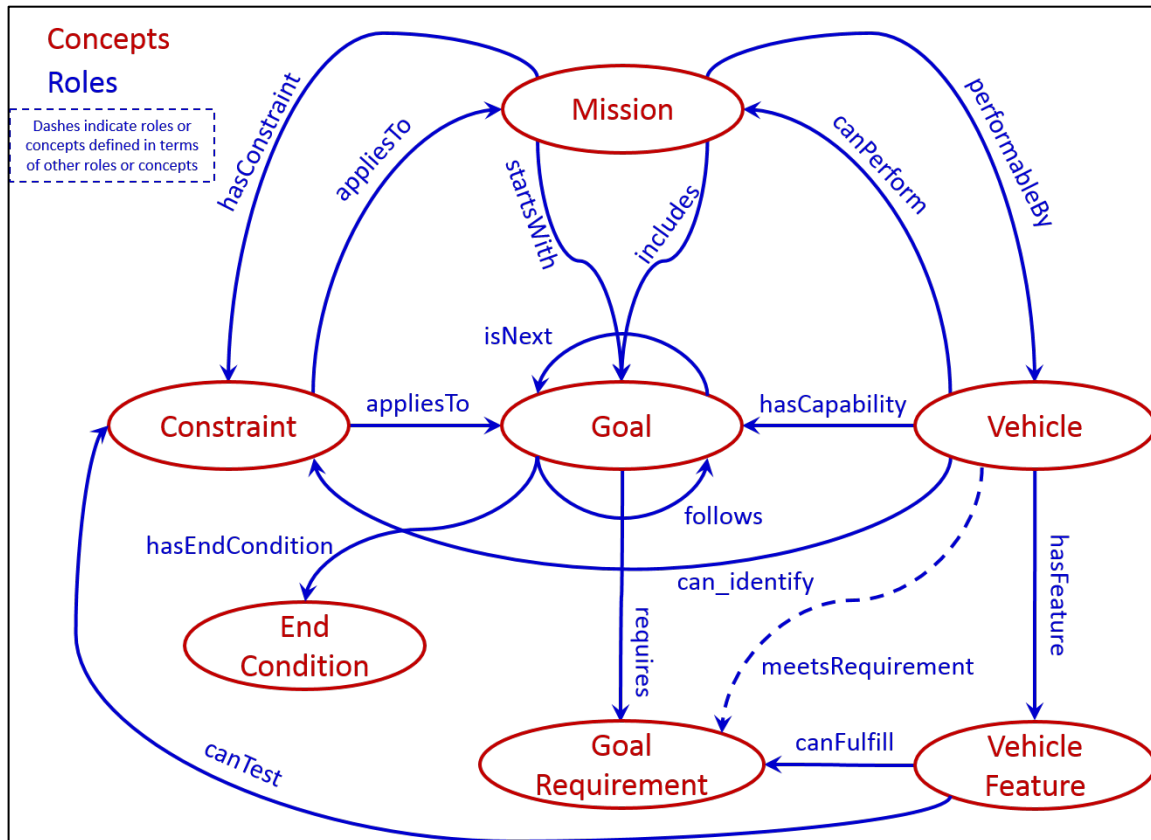 Concepts
Roles
Dashes indicate roles or
concepts defined in terms
of other roles or concepts
hasConstraint
appliesTo
Mission
startsWith
includes
canPerform
performableBy
isNext
Constraint
appliesTo
Goal
hasCapability
Vehicle
follows
hasEndCondition
can_identify
hasFeature
End
Condition
requires
meetsRequirement
canTest
Goal
Requirement
canFulfill
Vehicle
Feature